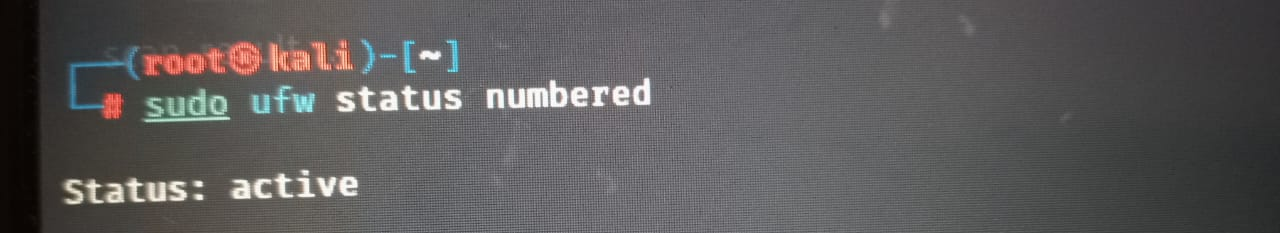 (root㉿kali)-[~]
# sudo ufw status numbered
Status: active